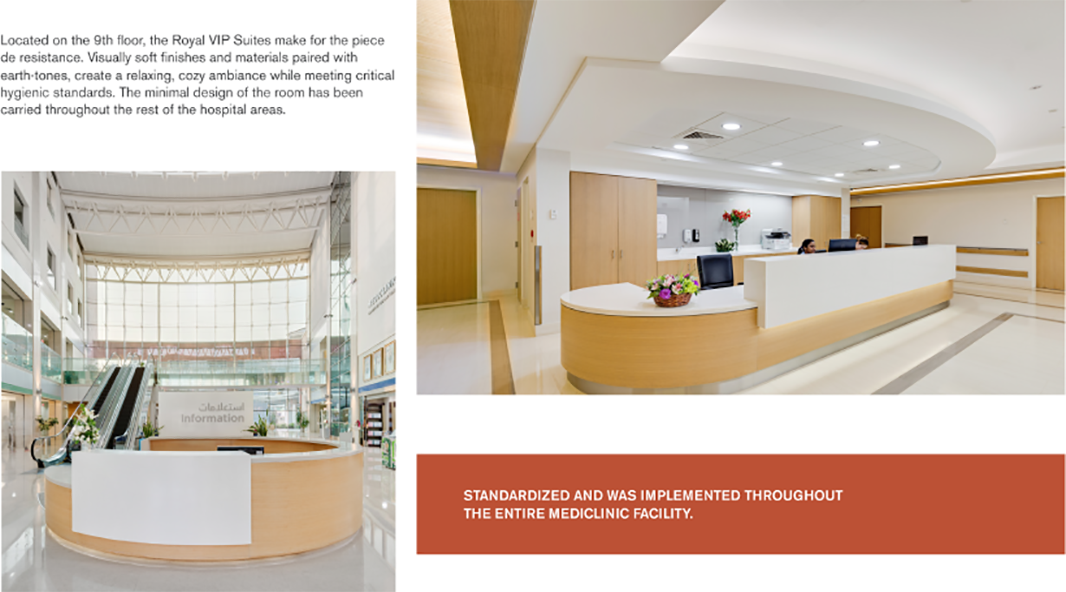 Located on the 9th floor, the Royal VIP Suites make for the piece
de resistance. Visually soft finishes and materials paired with
earth-tones, create a relaxing, cozy ambiance while meeting critical
hygienic standards. The minimal design of the room has been
carried throughout the rest of the hospital areas.
استعلامات
Information
STANDARDIZED AND WAS IMPLEMENTED THROUGHOUT
THE ENTIRE MEDICLINIC FACILITY.